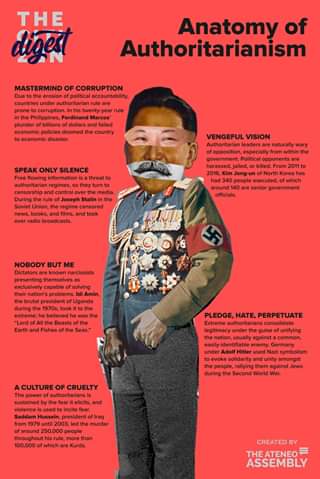 THE
digest
Anatomy of
Authoritarianism
MASTERMIND OF CORRUPTION
Due to the erosion of political accountability,
countries under authoritarian rule are
prone to corruption. In his twenty-year rule
in the Philippines, Ferdinand Marcos'
plunder of billions of dollars and failed
economic policies doomed the country
to economic disaster.
VENGEFUL VISION
Authoritarian leaders are naturally wary
of opposition, especially from within the
government. Political opponents are
harassed, jailed, or killed. From 2011 to
2016, Kim Jong-un of North Korea has
had 340 people executed, of which
around 140 are senior government
officials.
SPEAK ONLY SILENCE
Free flowing information is a threat to
authoritarian regimes, so they turn to
censorship and control over the media.
During the rule of Joseph Stalin in the
Soviet Union, the regime censored
news, books, and films, and took
over radio broadcasts.
NOBODY BUT ME
Dictators are known narcissists
presenting themselves as
exclusively capable of solving
their nation's problems. Idi Amin,
the brutal president of Uganda
during the 1970s, took it to the
extreme; he believed he was the
"Lord of All the Beasts of the
Earth and Fishes of the Seas."
PLEDGE, HATE, PERPETUATE
Extreme authoritarians consolidate
legitimacy under the guise of unifying
the nation, usually against a common,
easily identifiable enemy. Germany
under Adolf Hitler used Nazi symbolism
to evoke solidarity and unity amongst
the people, rallying them against Jews
during the Second World War.
A CULTURE OF CRUELTY
The power of authoritarians is
sustained by the fear it elicits, and
violence is used to incite fear.
Saddam Hussein, president of Iraq
from 1979 until 2003, led the murder
of around 250,000 people
throughout his rule, more than
100,000 of which are Kurds.
CREATED BY
THE ATENEO
ASSEMBLY